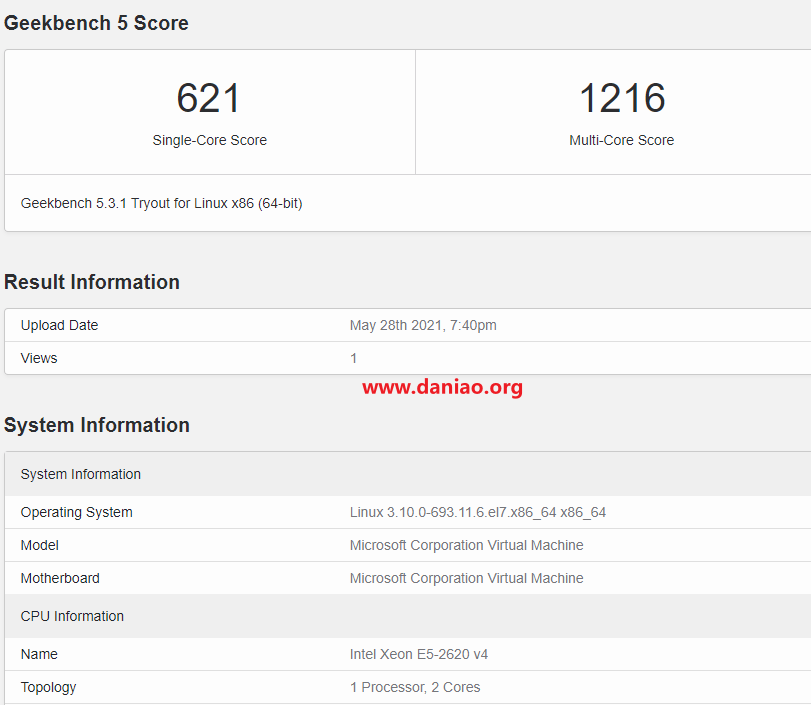 Geekbench 5 Score
621 1216
Single-Core Score Multi-Core Score
Geekbench 5.3.1 Tryout for Linux x86 (64-bit)
Result Information
Upload Date May 28th 2021, 7:40pm
Views 1
www.daniao.org
System Information
System Information
Operating System Linux 3.10.0-693.11.6.el7.x86_64 x86_64
Model Microsoft Corporation Virtual Machine
Motherboard Microsoft Corporation Virtual Machine
CPU Information
Name Intel Xeon E5-2620 v4
Topology 1 Processor, 2 Cores